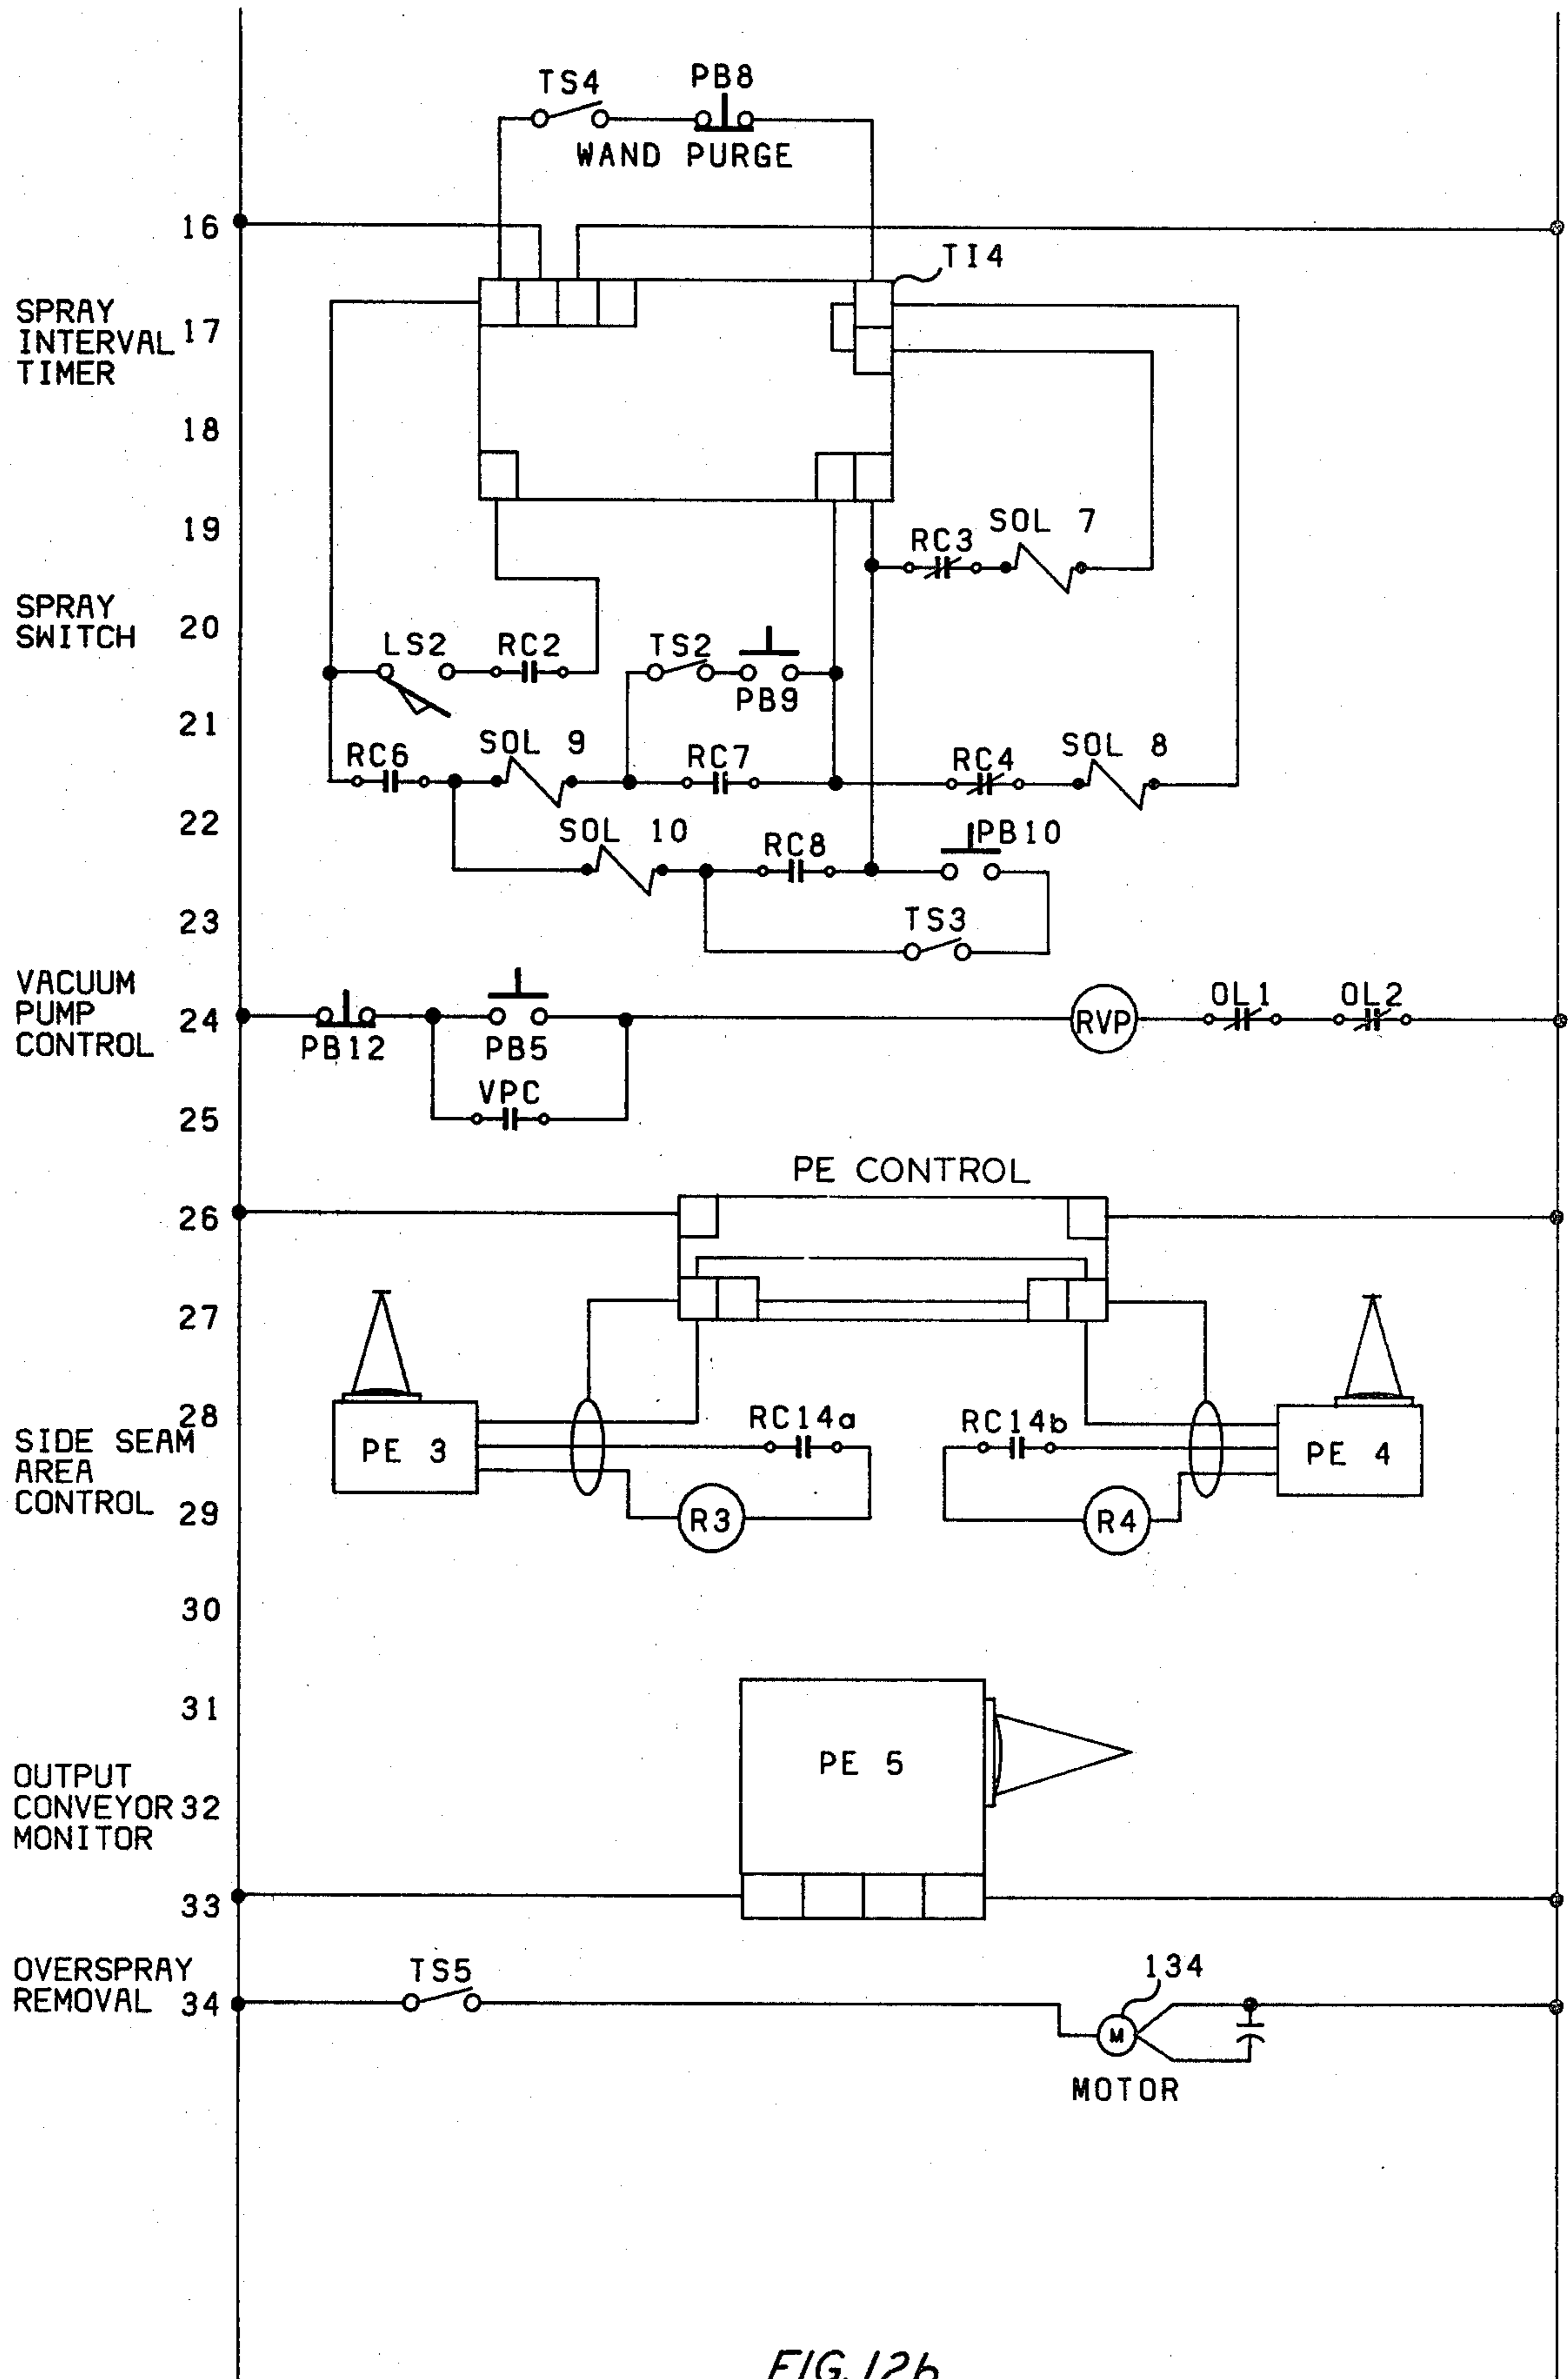 TS4 PB8
WAND PURGE
16
TI4
SPRAY
INTERVAL 17
TIMER
18
19 RC3 SOL 7
SPRAY
SWITCH 20
LS2 RC2 TS2
PB9
21
RC6 SOL 9 RC7 RC4 SOL 8
22 SOL 10 RC8 PB10
23 TS3
VACUUM
PUMP 24
CONTROL
OL1 OL2
RVP
PB12 PB5
VPC
25
PE CONTROL
26
27
28 RC14a RC14b
SIDE SEAM
AREA
CONTROL 29
PE 3 PE 4
R3 R4
30
31
PE 5
OUTPUT
CONVEYOR 32
MONITOR
33
OVERSPRAY
REMOVAL 34
TS5 134
M
MOTOR
FIG. 12b